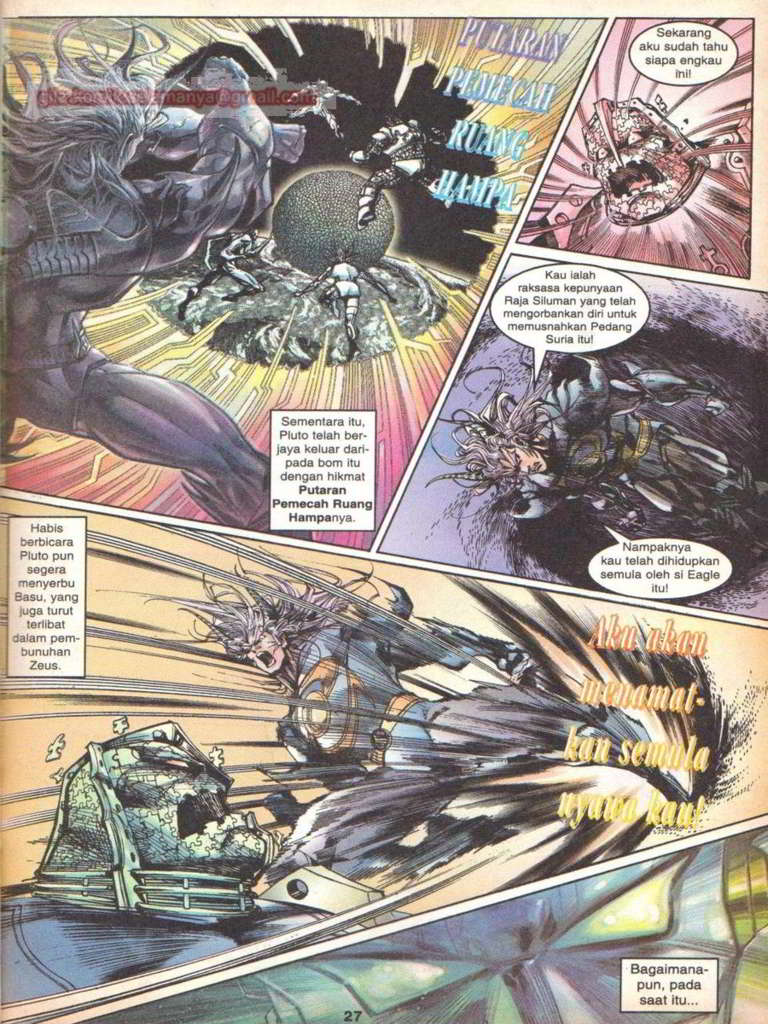 PUTARAN
PEMECAH
RUANG
HAMPA
Sekarang
aku sudah tahu
siapa engkau
ini!
Sementara itu,
Pluto telah ber-
jaya keluar dari-
pada bom itu
dengan hikmat
Putaran
Pemecah Ruang
Hampanya.
Kau ialah
raksasa kepunyaan
Raja Siluman yang telah
mengorbankan diri untuk
memusnahkan Pedang
Suria itu!
Nampaknya
kau telah dihidupkan
semula oleh si Eagle
itu!
Habis
berbicara
Pluto pun
segera
menyerbu
Basu, yang
juga turut
terlibat
dalam pem-
bunuhan
Zeus.
Aku akan
menamat-
kan semula
nyawa kau!
Bagaimana-
pun, pada
saat itu...
27